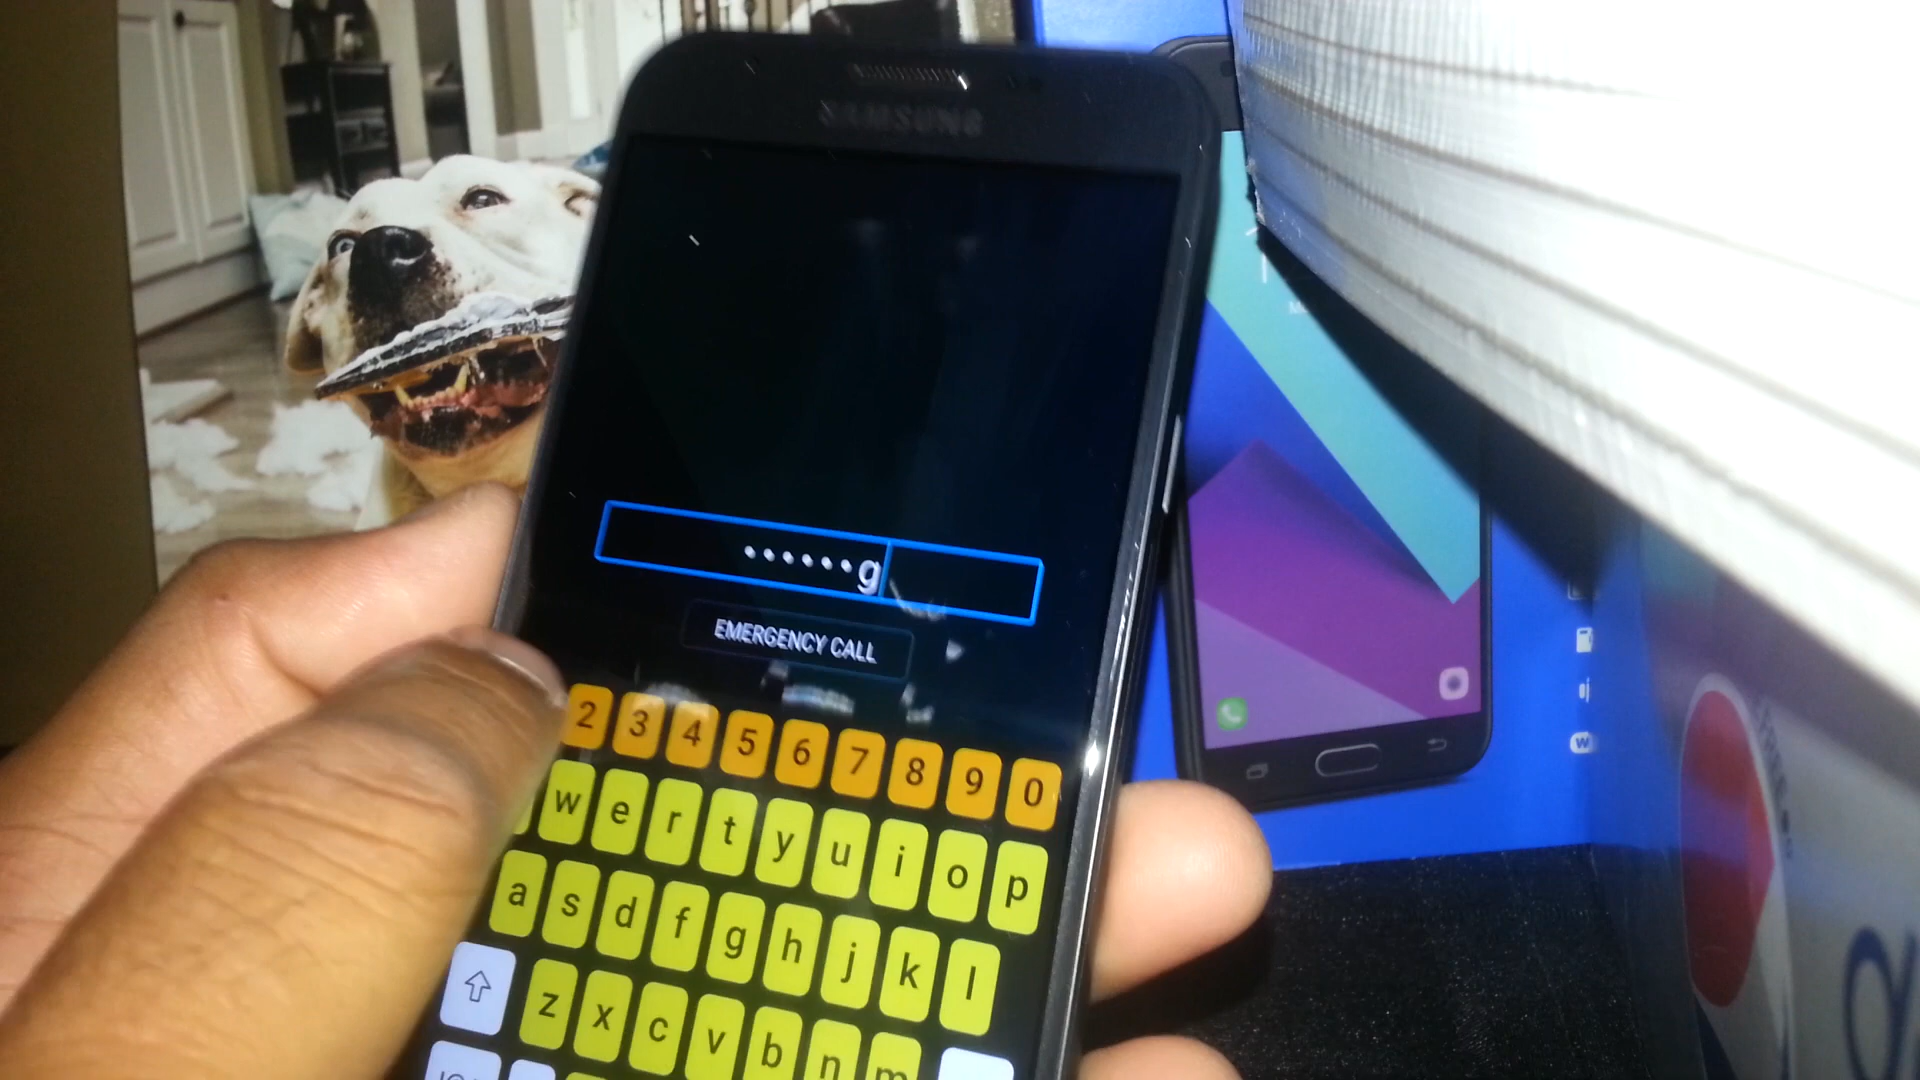 SAMSUNG
••••••g
EMERGENCY CALL
2 3 4 5 6 7 8 9 0
w e r t y u i o p
a s d f g h j k l
z x c v b n m